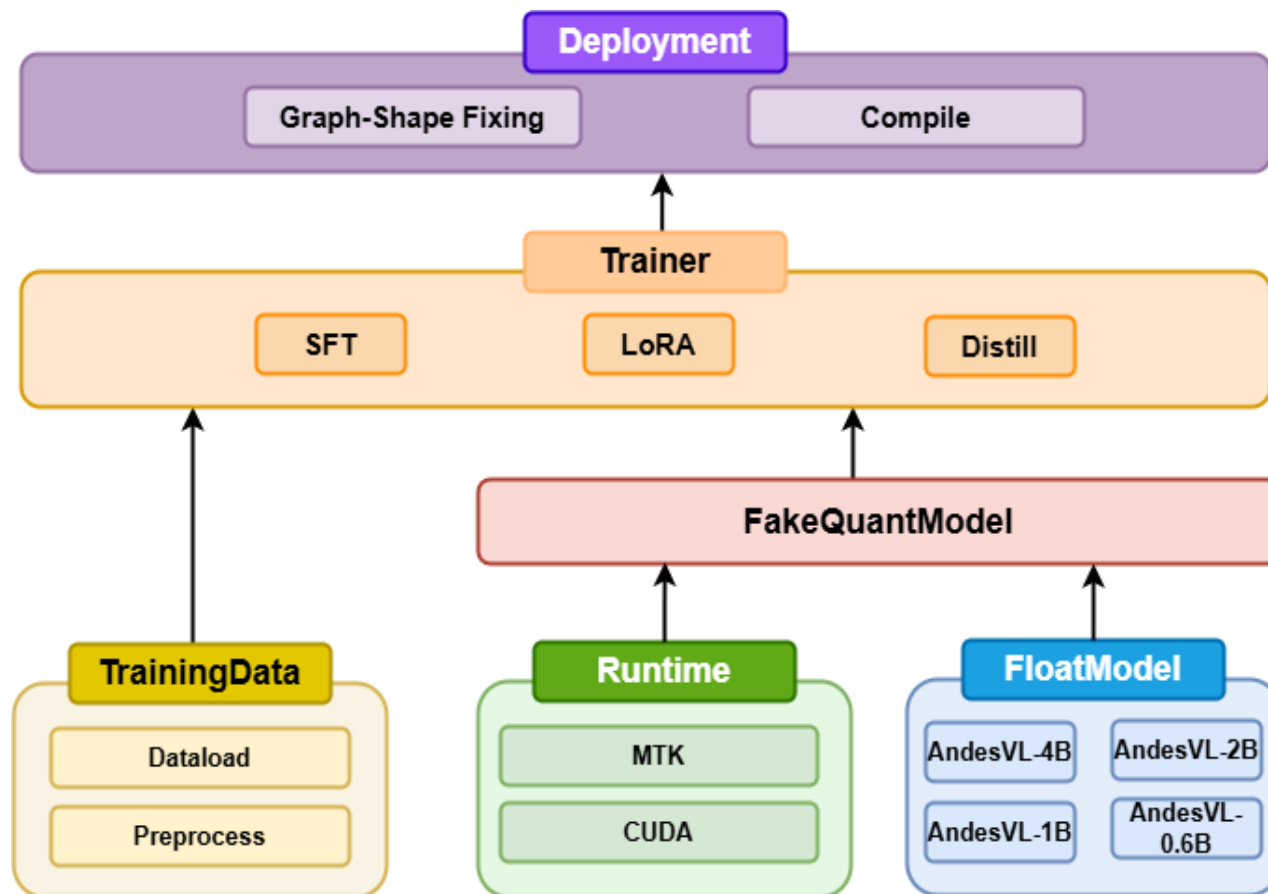 Deployment
Graph-Shape Fixing
Compile
Trainer
SFT
LoRA
Distill
FakeQuantModel
TrainingData
Dataload
Preprocess
Runtime
MTK
CUDA
FloatModel
AndesVL-4B
AndesVL-2B
AndesVL-1B
AndesVL-
0.6B